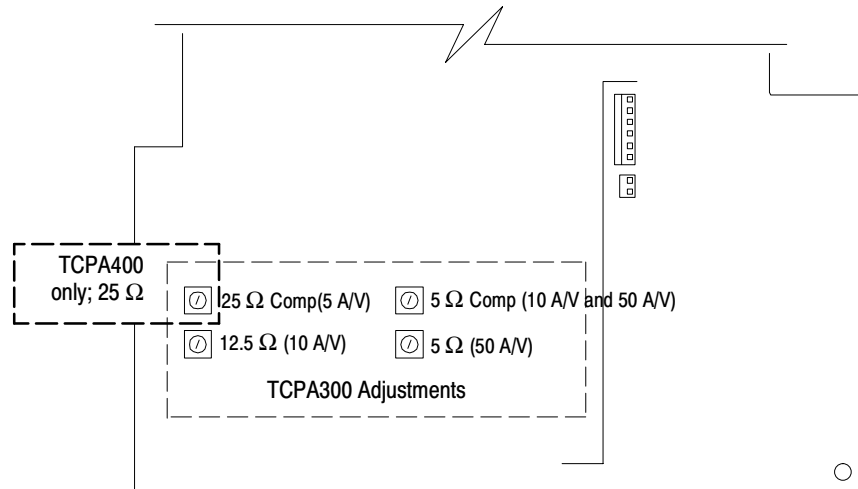 TCPA400
only; 25 Ω
25 Ω Comp(5 A/V)
5 Ω Comp (10 A/V and 50 A/V)
12.5 Ω (10 A/V)
5 Ω (50 A/V)
TCPA300 Adjustments